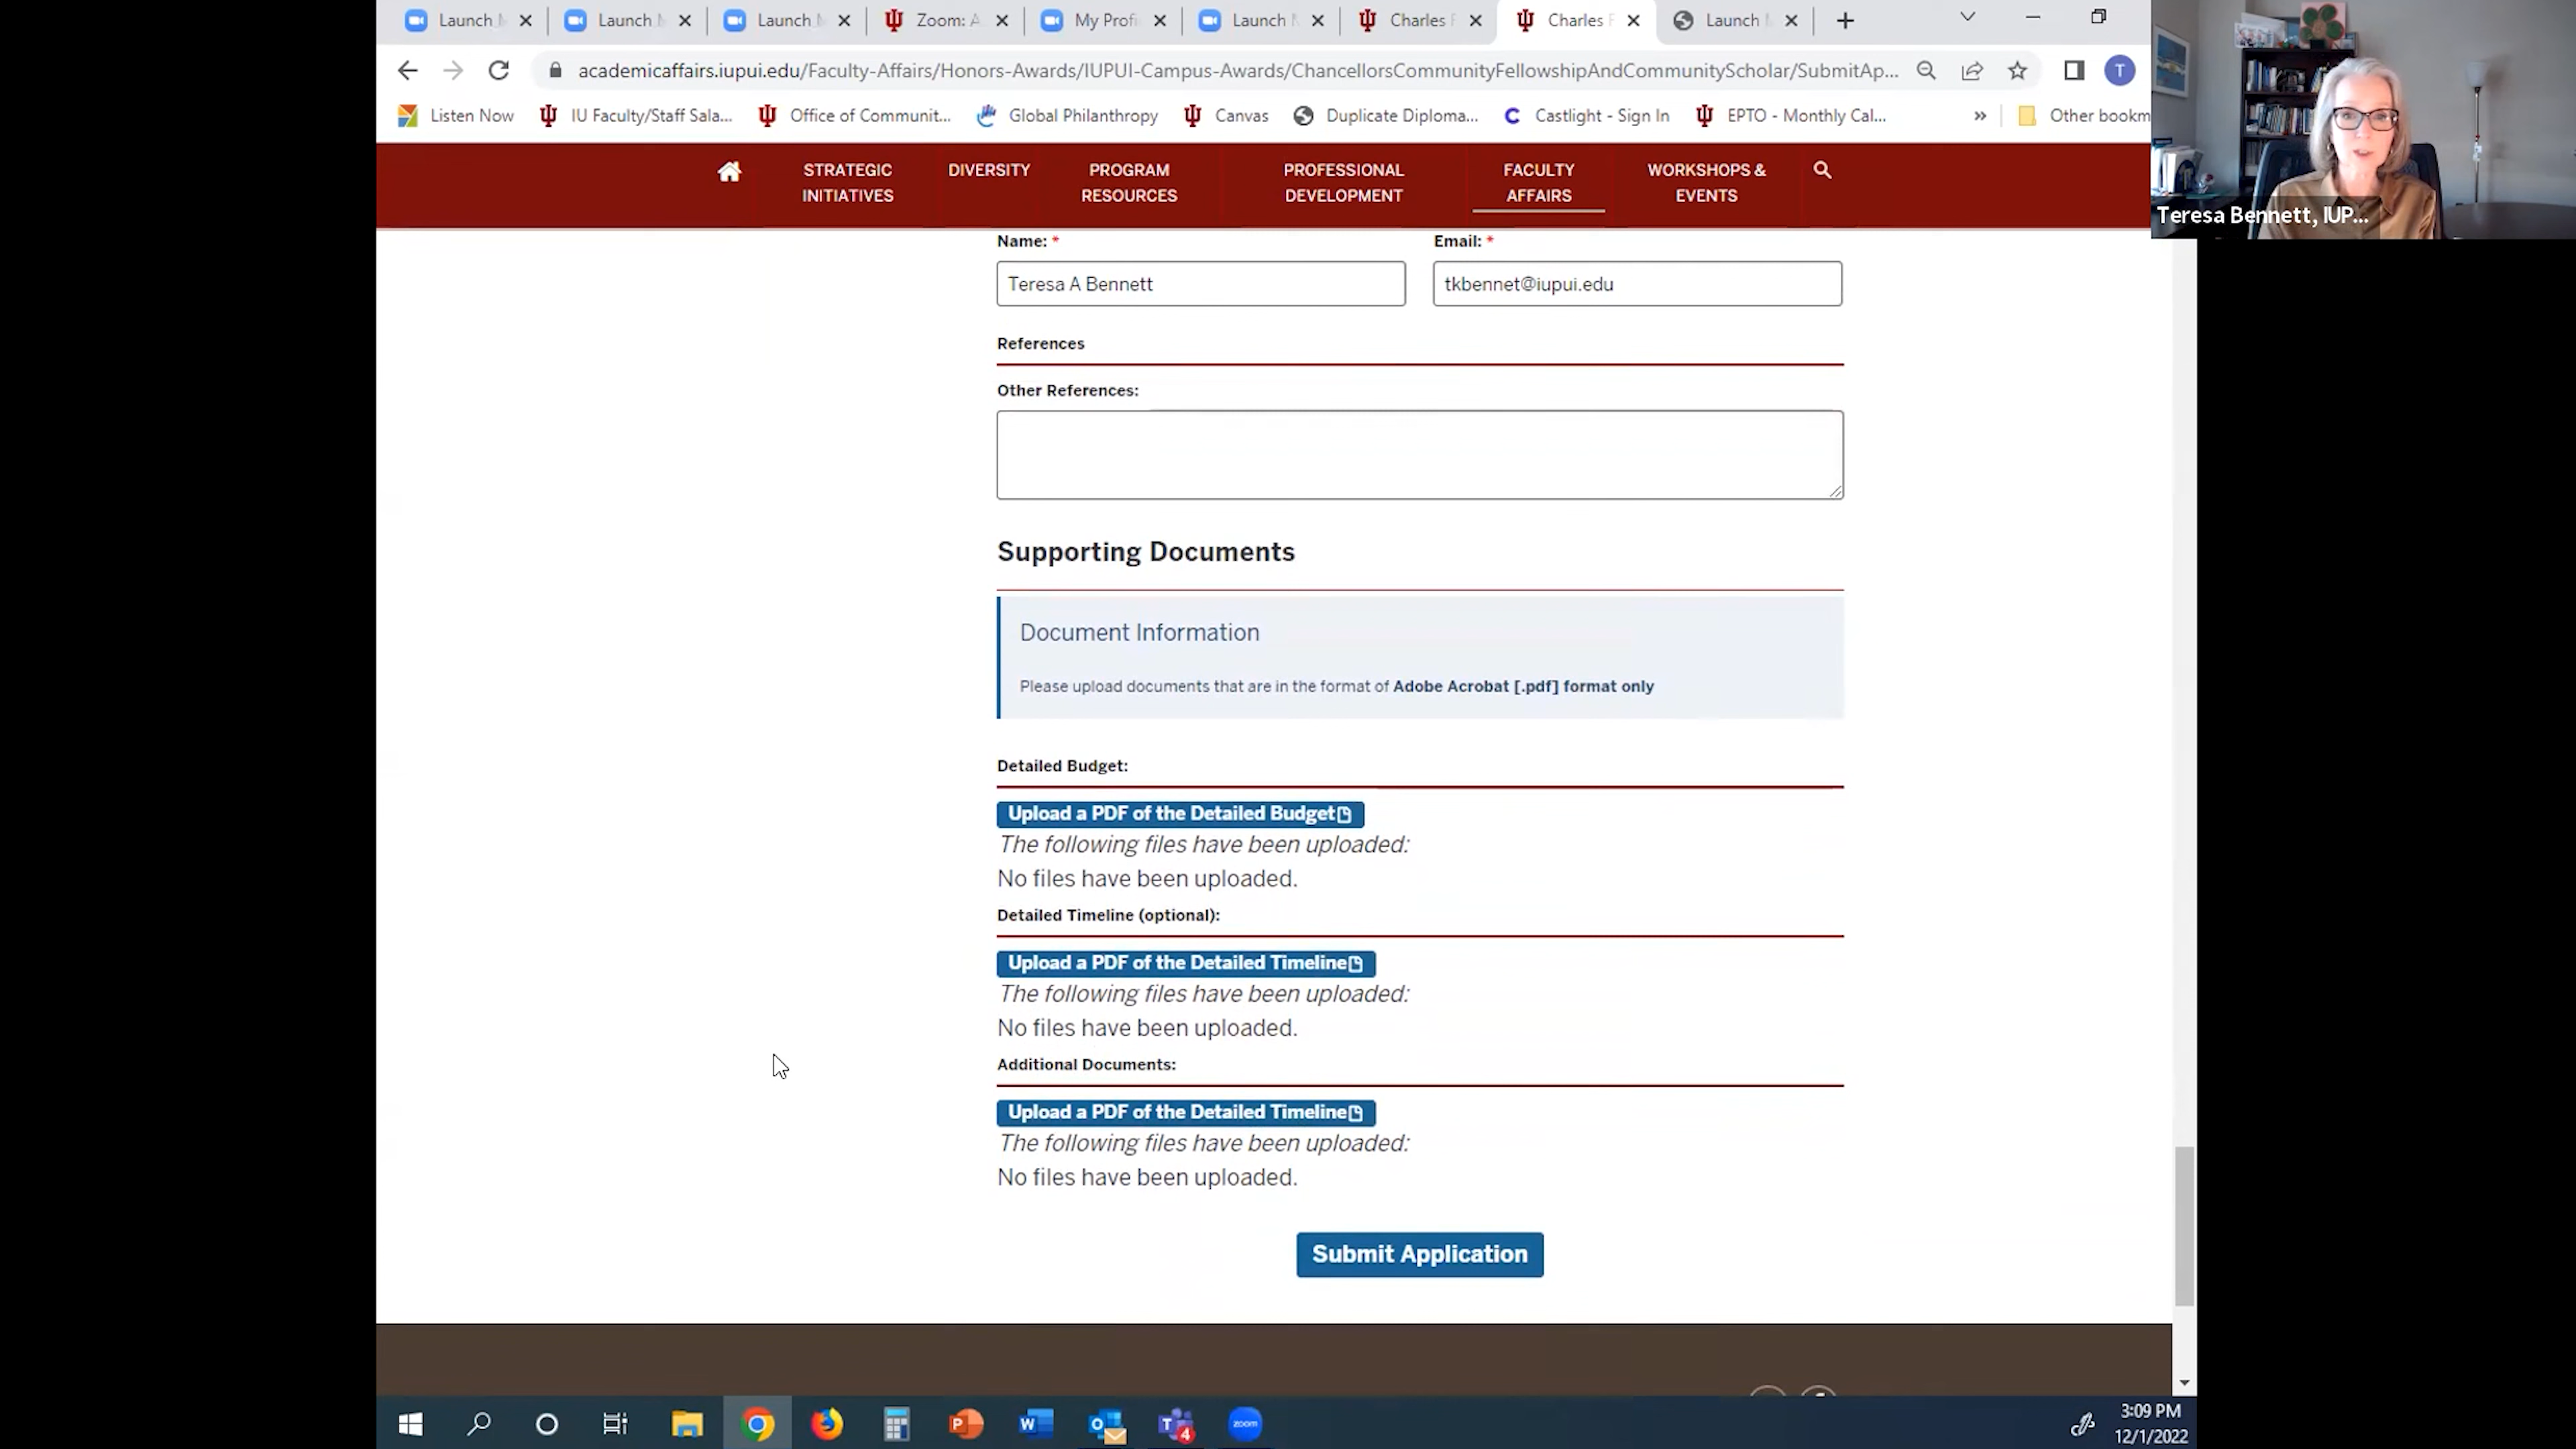 Launch M
Launch M
Launch M
Zoom: A
My Profi
Launch M
Charles F
Charles F
Launch M
academicaffairs.iupui.edu/Faculty-Affairs/Honors-Awards/IUPUI-Campus-Awards/ChancellorsCommunityFellowshipAndCommunityScholar/SubmitAp...
T
Listen Now
IU Faculty/Staff Sala...
Office of Communit...
Global Philanthropy
Canvas
Duplicate Diploma...
Castlight - Sign In
EPTO - Monthly Cal...
»
Other bookm
STRATEGIC
INITIATIVES
DIVERSITY
PROGRAM
RESOURCES
PROFESSIONAL
DEVELOPMENT
FACULTY
AFFAIRS
WORKSHOPS &
EVENTS
Teresa Bennett, IUP...
Name: *
Email: *
Teresa A Bennett
tkbennet@iupui.edu
References
Other References:
Supporting Documents
Document Information
Please upload documents that are in the format of Adobe Acrobat [.pdf] format only
Detailed Budget:
Upload a PDF of the Detailed Budget
The following files have been uploaded:
No files have been uploaded.
Detailed Timeline (optional):
Upload a PDF of the Detailed Timeline
The following files have been uploaded:
No files have been uploaded.
Additional Documents:
Upload a PDF of the Detailed Timeline
The following files have been uploaded:
No files have been uploaded.
Submit Application
zoom
4
3:09 PM
12/1/2022